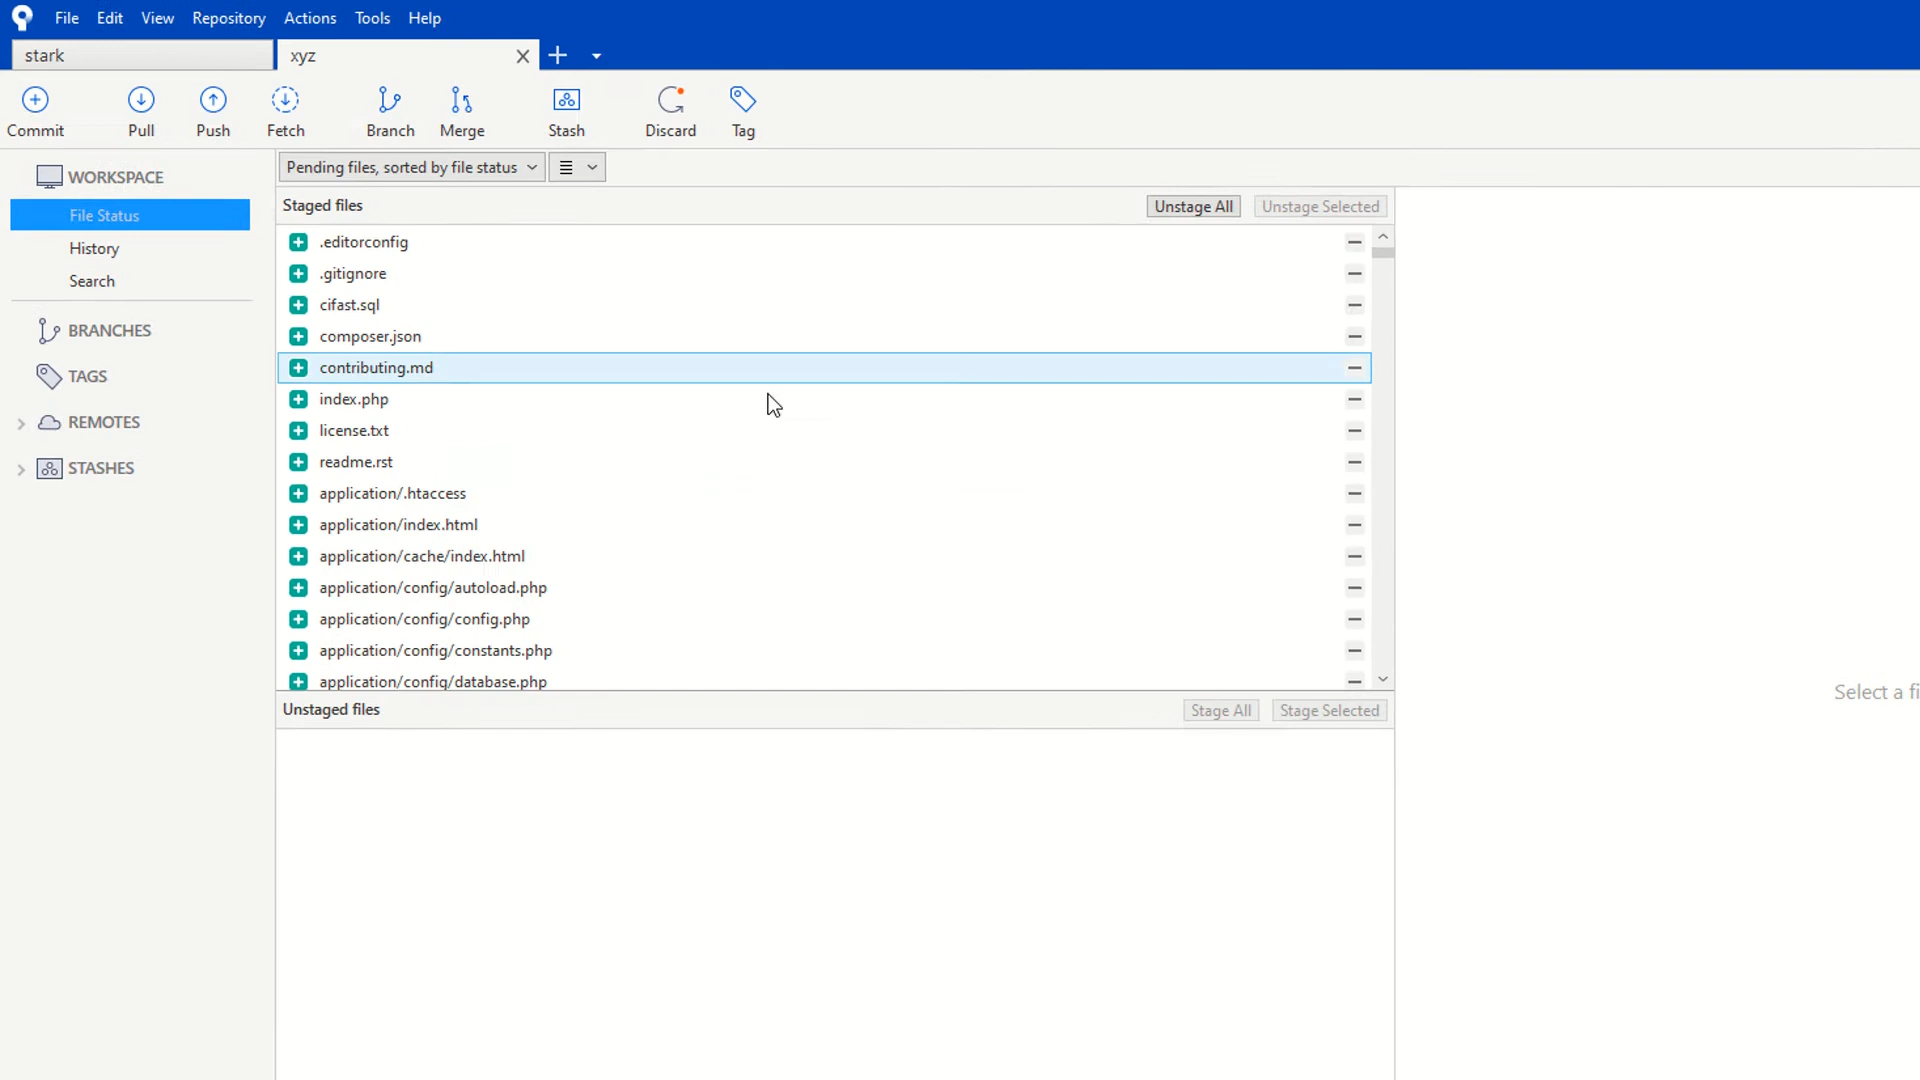 File Edit View Repository Actions Tools Help
stark xyz
Commit Pull Push Fetch Branch Merge Stash Discard Tag
WORKSPACE
File Status
History
Search
BRANCHES
TAGS
REMOTES
STASHES
Pending files, sorted by file status
Staged files Unstage All Unstage Selected
.editorconfig
.gitignore
cifast.sql
composer.json
contributing.md
index.php
license.txt
readme.rst
application/.htaccess
application/index.html
application/cache/index.html
application/config/autoload.php
application/config/config.php
application/config/constants.php
application/config/database.php
Unstaged files Stage All Stage Selected
Select a fi